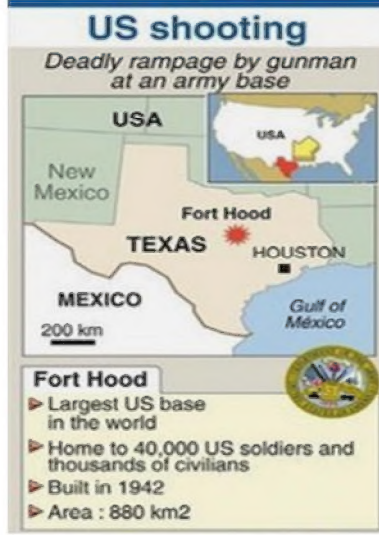 US shooting
Deadly rampage by gunman
at an army base
USA
USA
New
Mexico
Fort Hood
TEXAS
HOUSTON
MEXICO
Gulf of
México
200 km
Fort Hood
Largest US base
in the world
Home to 40,000 US soldiers and
thousands of civilians
Built in 1942
Area : 880 km2